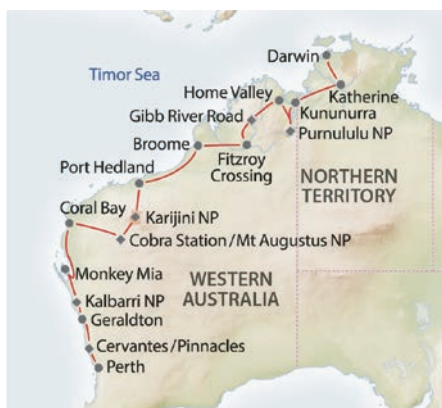 Darwin
Timor Sea
Home Valley
Katherine
Gibb River Road
Kununurra
Purnululu NP
Broome
Fitzroy
Crossing
Port Hedland
NORTHERN
TERRITORY
Coral Bay
Karijini NP
Cobra Station/Mt Augustus NP
Monkey Mia
WESTERN
AUSTRALIA
Kalbarri NP
Geraldton
Cervantes/Pinnacles
Perth